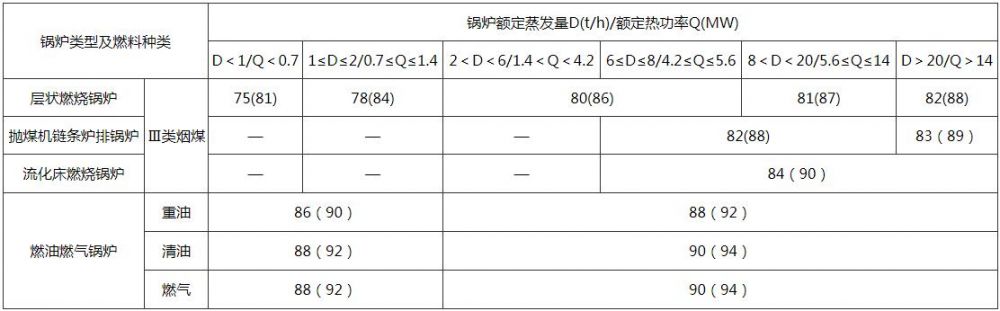 锅炉类型及燃料种类
锅炉额定蒸发量D(t/h)/额定热功率Q(MW)
D＜1/Q＜0.7 1≤D≤2/0.7≤Q≤1.4 2＜D＜6/1.4＜Q＜4.2 6≤D≤8/4.2≤Q≤5.6 8＜D＜20/5.6≤Q≤14 D＞20/Q＞14
层状燃烧锅炉 Ⅲ类烟煤 75(81) 78(84) 80(86) 81(87) 82(88)
抛煤机链条炉排锅炉 — — — 82(88) 83（89）
流化床燃烧锅炉 — — — 84（90）
燃油燃气锅炉 重油 86（90） 88（92）
清油 88（92） 90（94）
燃气 88（92） 90（94）